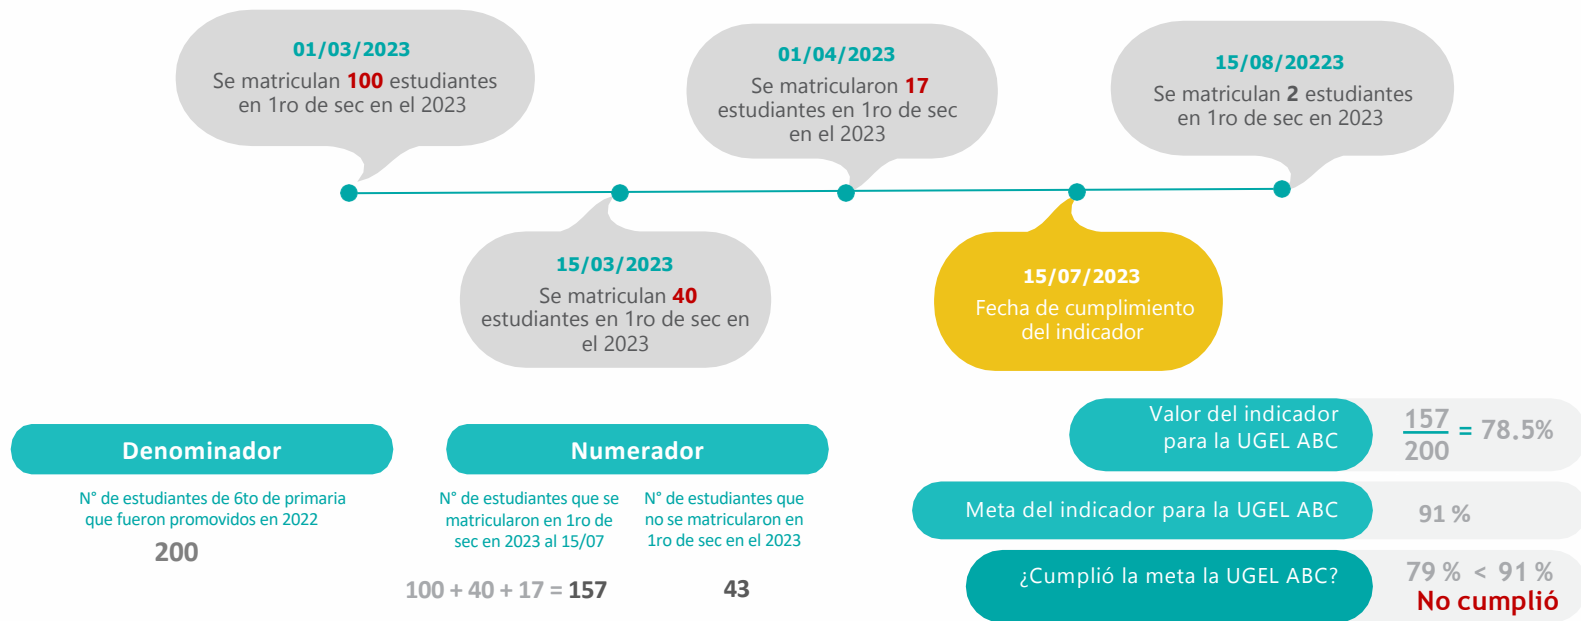 01/03/2023
Se matriculan 100 estudiantes
en 1ro de sec en el 2023
01/04/2023
Se matricularon 17
estudiantes en 1ro de sec
en el 2023
15/08/20223
Se matriculan 2 estudiantes
en 1ro de sec en 2023
15/03/2023
Se matriculan 40
estudiantes en 1ro de sec en
el 2023
15/07/2023
Fecha de cumplimiento
del indicador
Denominador
N° de estudiantes de 6to de primaria
que fueron promovidos en 2022
200
Numerador
N° de estudiantes que se
matricularon en 1ro de
sec en 2023 al 15/07
100 + 40 + 17 = 157
N° de estudiantes que
no se matricularon en
1ro de sec en el 2023
43
Valor del indicador
para la UGEL ABC
157
200
= 78.5%
Meta del indicador para la UGEL ABC
91 %
¿Cumplió la meta la UGEL ABC?
79 % < 91 %
No cumplió